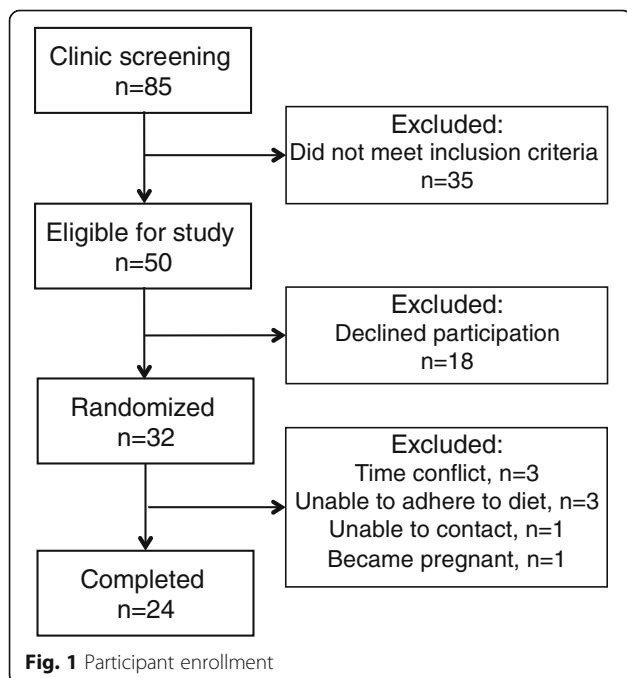 Clinic screening
n=85
Excluded:
Did not meet inclusion criteria
n=35
Eligible for study
n=50
Excluded:
Declined participation
n=18
Randomized
n=32
Excluded:
Time conflict, n=3
Unable to adhere to diet, n=3
Unable to contact, n=1
Became pregnant, n=1
Completed
n=24
Fig. 1 Participant enrollment